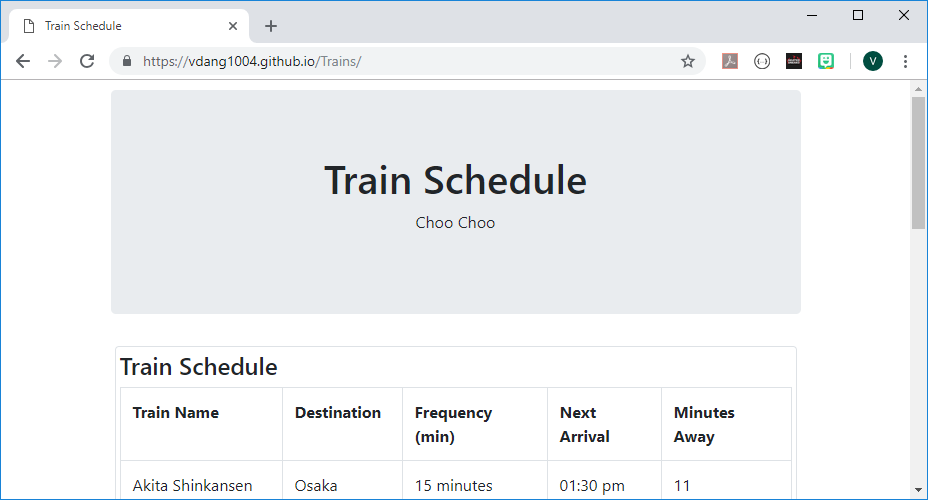 Train Schedule
https://vdang1004.github.io/Trains/
V
Train Schedule
Choo Choo
Train Schedule
Train Name Destination Frequency (min) Next Arrival Minutes Away
Akita Shinkansen Osaka 15 minutes 01:30 pm 11